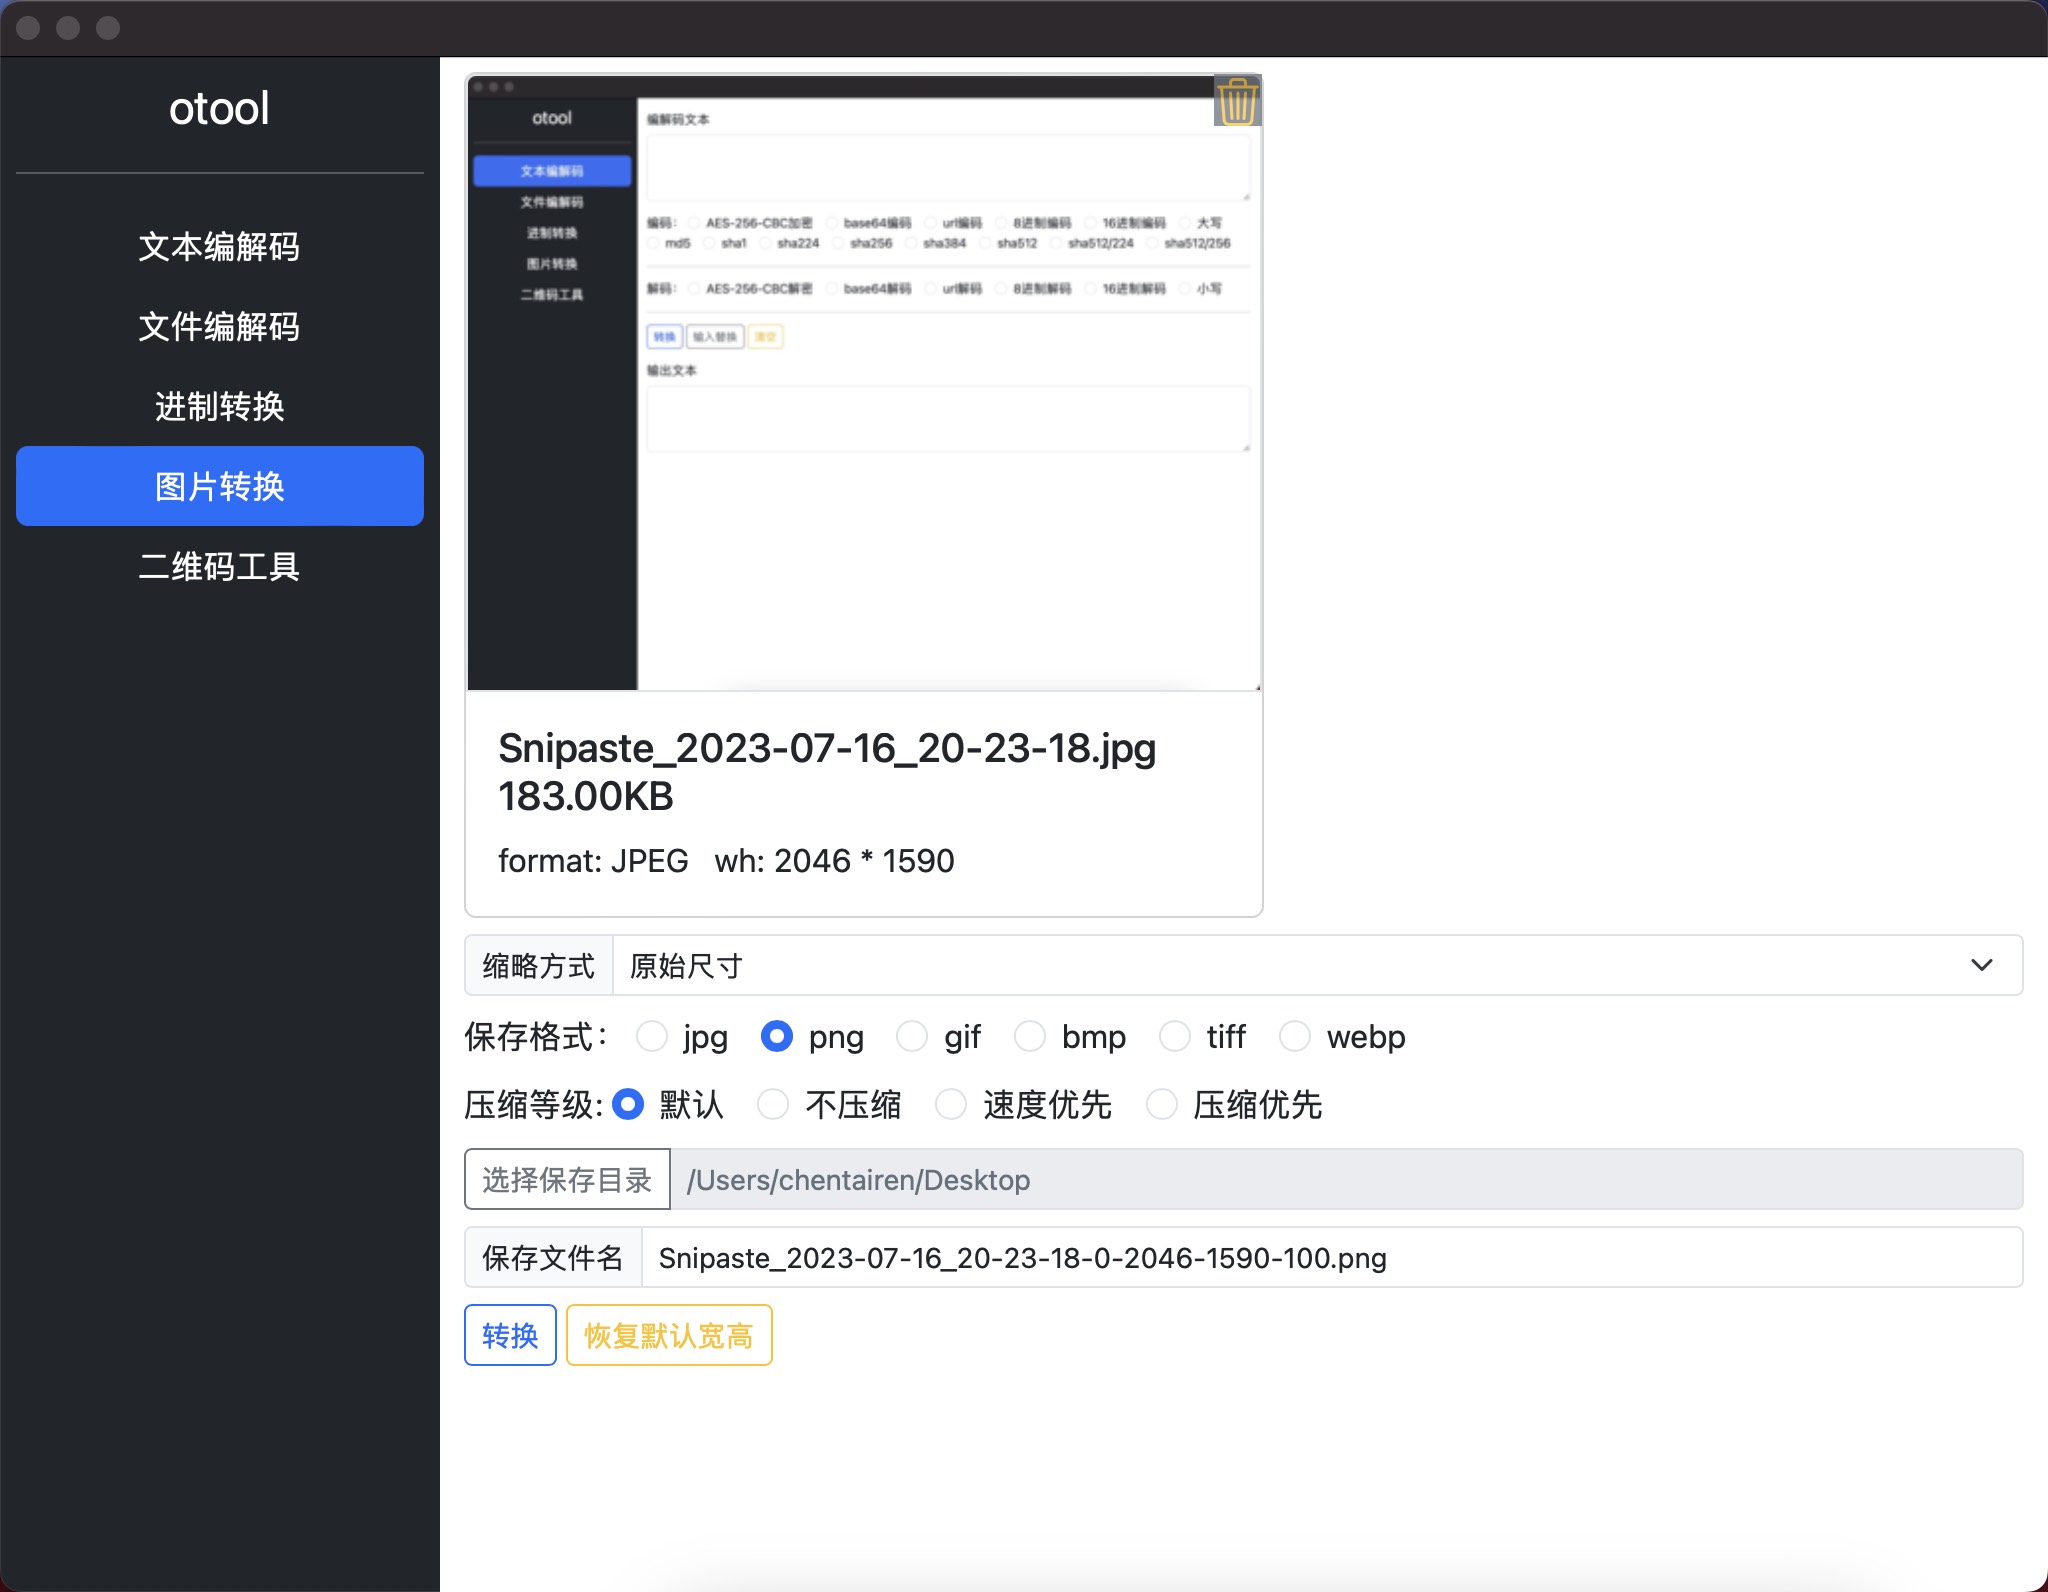 otool
文本编解码
文件编解码
进制转换
图片转换
二维码工具
otool
文本编解码
文件编解码
进制转换
图片转换
二维码工具
编解码文本
编码： AES-256-CBC加密 base64编码 url编码 8进制编码 16进制编码 大写
md5 sha1 sha224 sha256 sha384 sha512 sha512/224 sha512/256
解码： AES-256-CBC解密 base64解码 url解码 8进制解码 16进制解码 小写
转换 输入替换 清空
输出文本
Snipaste_2023-07-16_20-23-18.jpg
183.00KB
format: JPEG wh: 2046 * 1590
缩略方式 原始尺寸
保存格式： jpg png gif bmp tiff webp
压缩等级: 默认 不压缩 速度优先 压缩优先
选择保存目录 /Users/chentairen/Desktop
保存文件名 Snipaste_2023-07-16_20-23-18-0-2046-1590-100.png
转换 恢复默认宽高